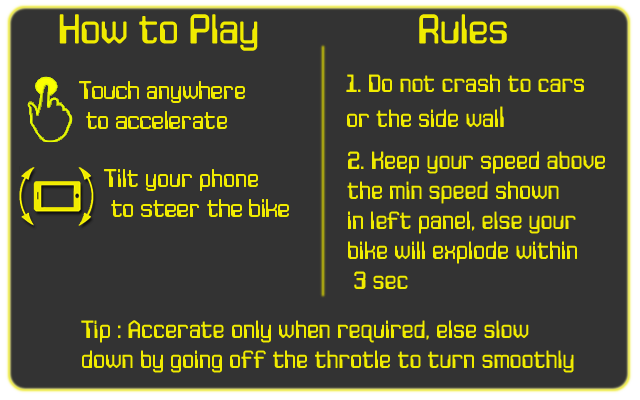 How to Play
Touch anywhere
to accelerate
Tilt your phone
to steer the bike
Rules
1. Do not crash to cars
or the side wall
2. Keep your speed above
the min speed shown
in left panel, else your
bike will explode within
3 sec
Tip : Accerate only when required, else slow
down by going off the throtle to turn smoothly